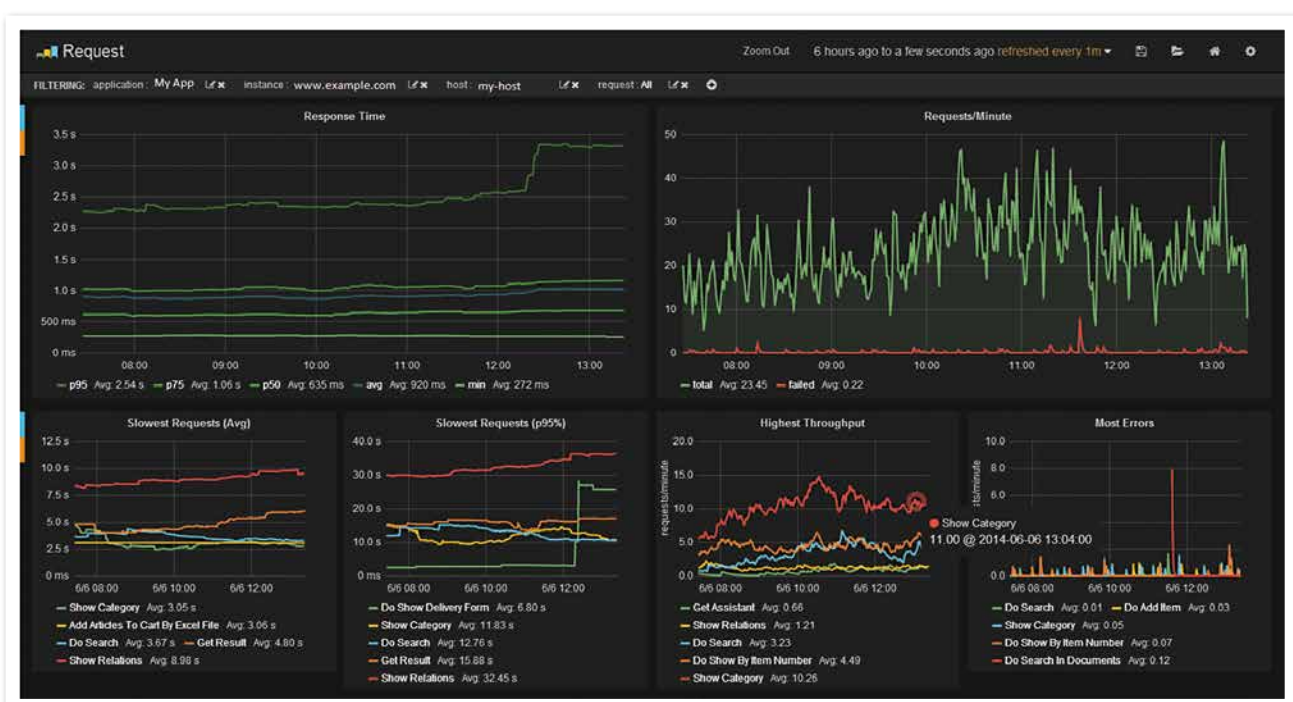 Request
Zoom Out 6 hours ago to a few seconds ago refreshed every 1m
FILTERING: application: My App instance: www.example.com host: my-host request: All
Response Time
3.5 s
3.0 s
2.5 s
2.0 s
1.5 s
1.0 s
500 ms
0 ms
08:00 09:00 10:00 11:00 12:00 13:00
p95 Avg: 2.54 s p75 Avg: 1.06 s p50 Avg: 635 ms avg Avg: 920 ms min Avg: 272 ms
Requests/Minute
50
40
30
20
10
0
08:00 09:00 10:00 11:00 12:00 13:00
total Avg: 23.45 failed Avg: 0.22
Slowest Requests (Avg)
12.5 s
10.0 s
7.5 s
5.0 s
2.5 s
0 ms
6/6 08:00 6/6 10:00 6/6 12:00
Show Category Avg: 3.05 s
Add Articles To Cart By Excel File Avg: 3.06 s
Do Search Avg: 3.67 s Get Result Avg: 4.80 s
Show Relations Avg: 8.98 s
Slowest Requests (p95%)
40.0 s
30.0 s
20.0 s
10.0 s
0 ms
6/6 08:00 6/6 10:00 6/6 12:00
Do Show Delivery Form Avg: 6.80 s
Show Category Avg: 11.83 s
Do Search Avg: 12.76 s
Get Result Avg: 15.88 s
Show Relations Avg: 32.45 s
Highest Throughput
requests/minute
20.0
15.0
10.0
5.0
0.0
6/6 08:00 6/6 10:00 6/6 12:00
Get Assistant Avg: 0.66
Show Relations Avg: 1.21
Do Search Avg: 3.23
Do Show By Item Number Avg: 4.49
Show Category Avg: 10.26
Show Category
11.00 @ 2014-06-06 13:04:00
Most Errors
10.0
8.0
6.0
0.0
6/6 08:00 6/6 10:00 6/6 12:00
Do Search Avg: 0.01 Do Add Item Avg: 0.03
Show Category Avg: 0.05
Do Show By Item Number Avg: 0.07
Do Search In Documents Avg: 0.12